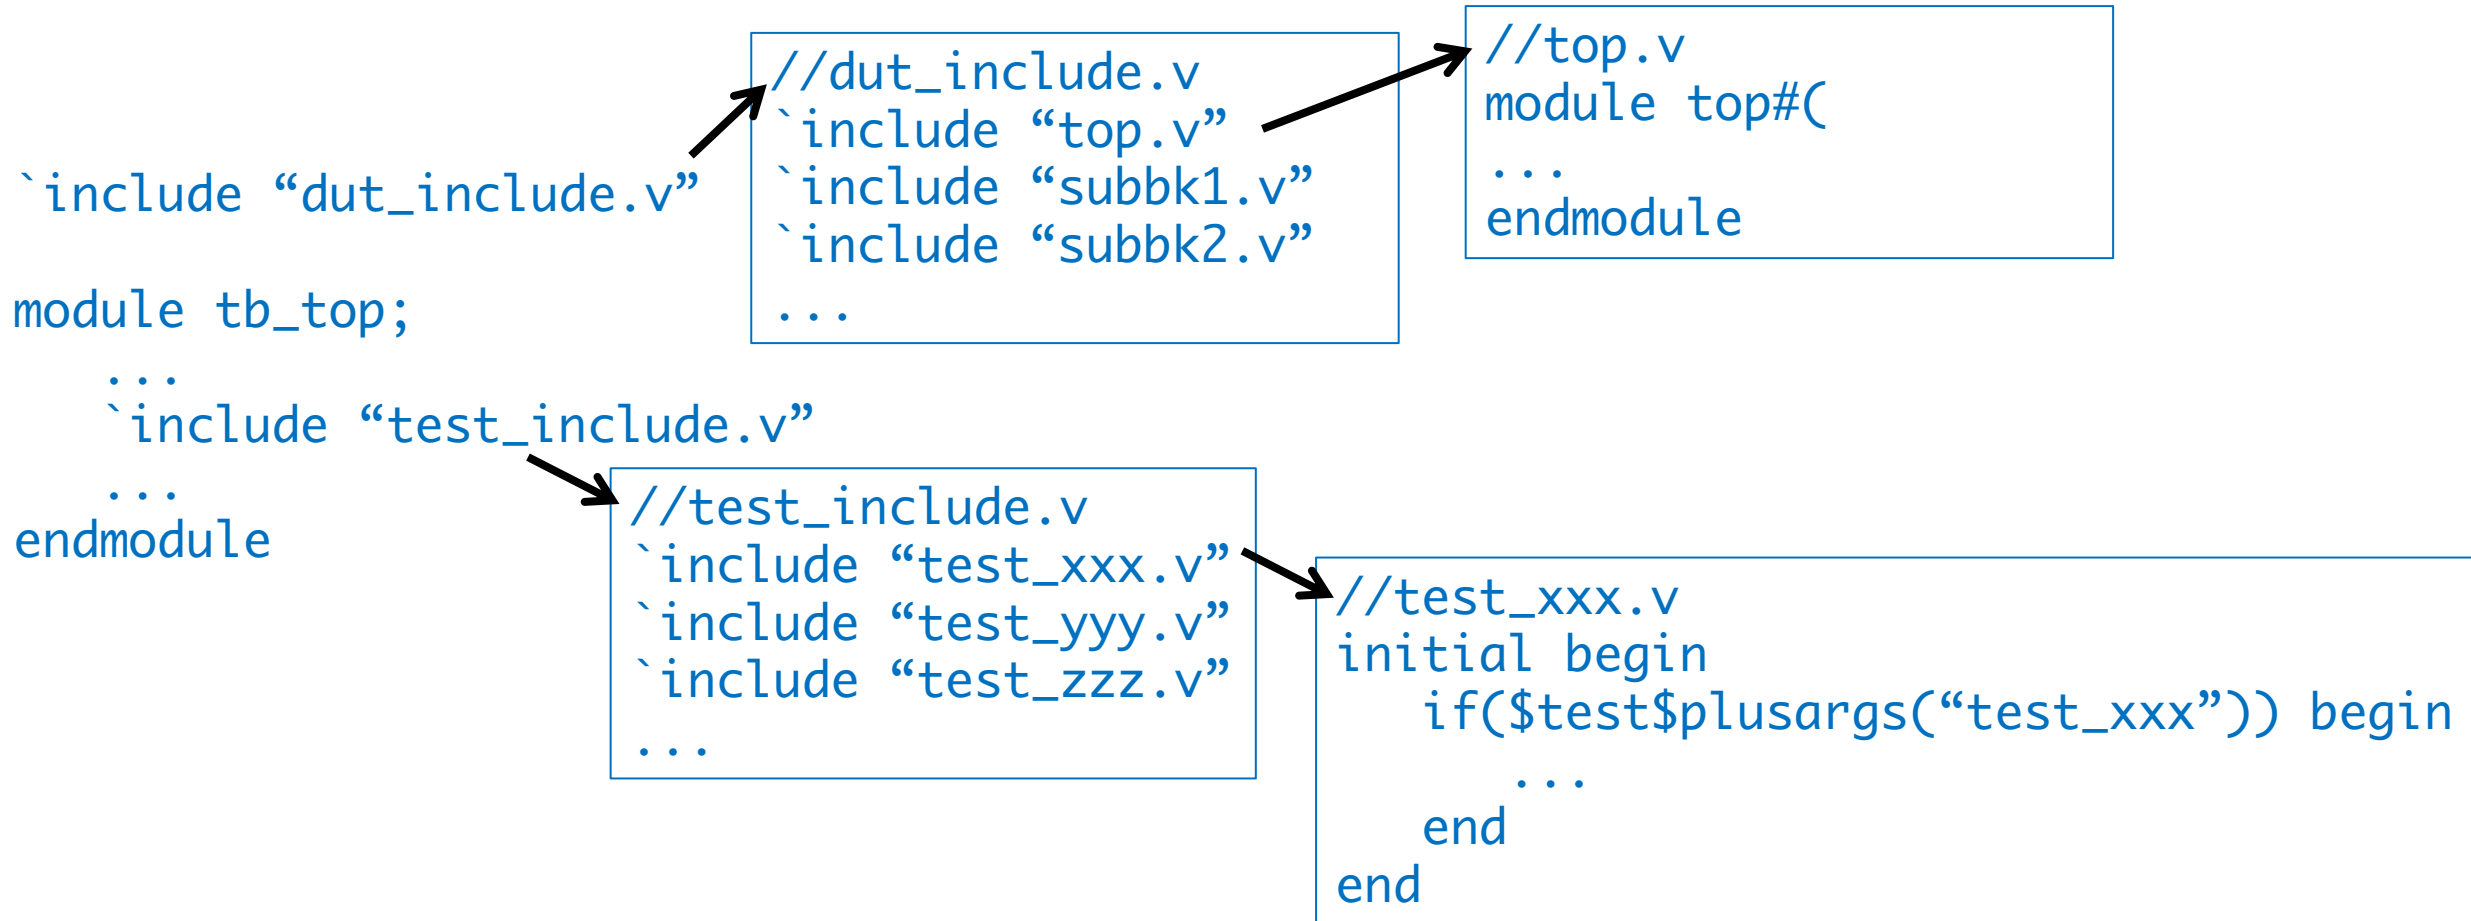 `include “dut_include.v”
module tb_top;
...
`include “test_include.v”
...
endmodule
//dut_include.v
`include “top.v”
`include “subbk1.v”
`include “subbk2.v”
...
//top.v
module top#(
...
endmodule
//test_include.v
`include “test_xxx.v”
`include “test_yyy.v”
`include “test_zzz.v”
...
//test_xxx.v
initial begin
if($test$plusargs(“test_xxx”)) begin
...
end
end